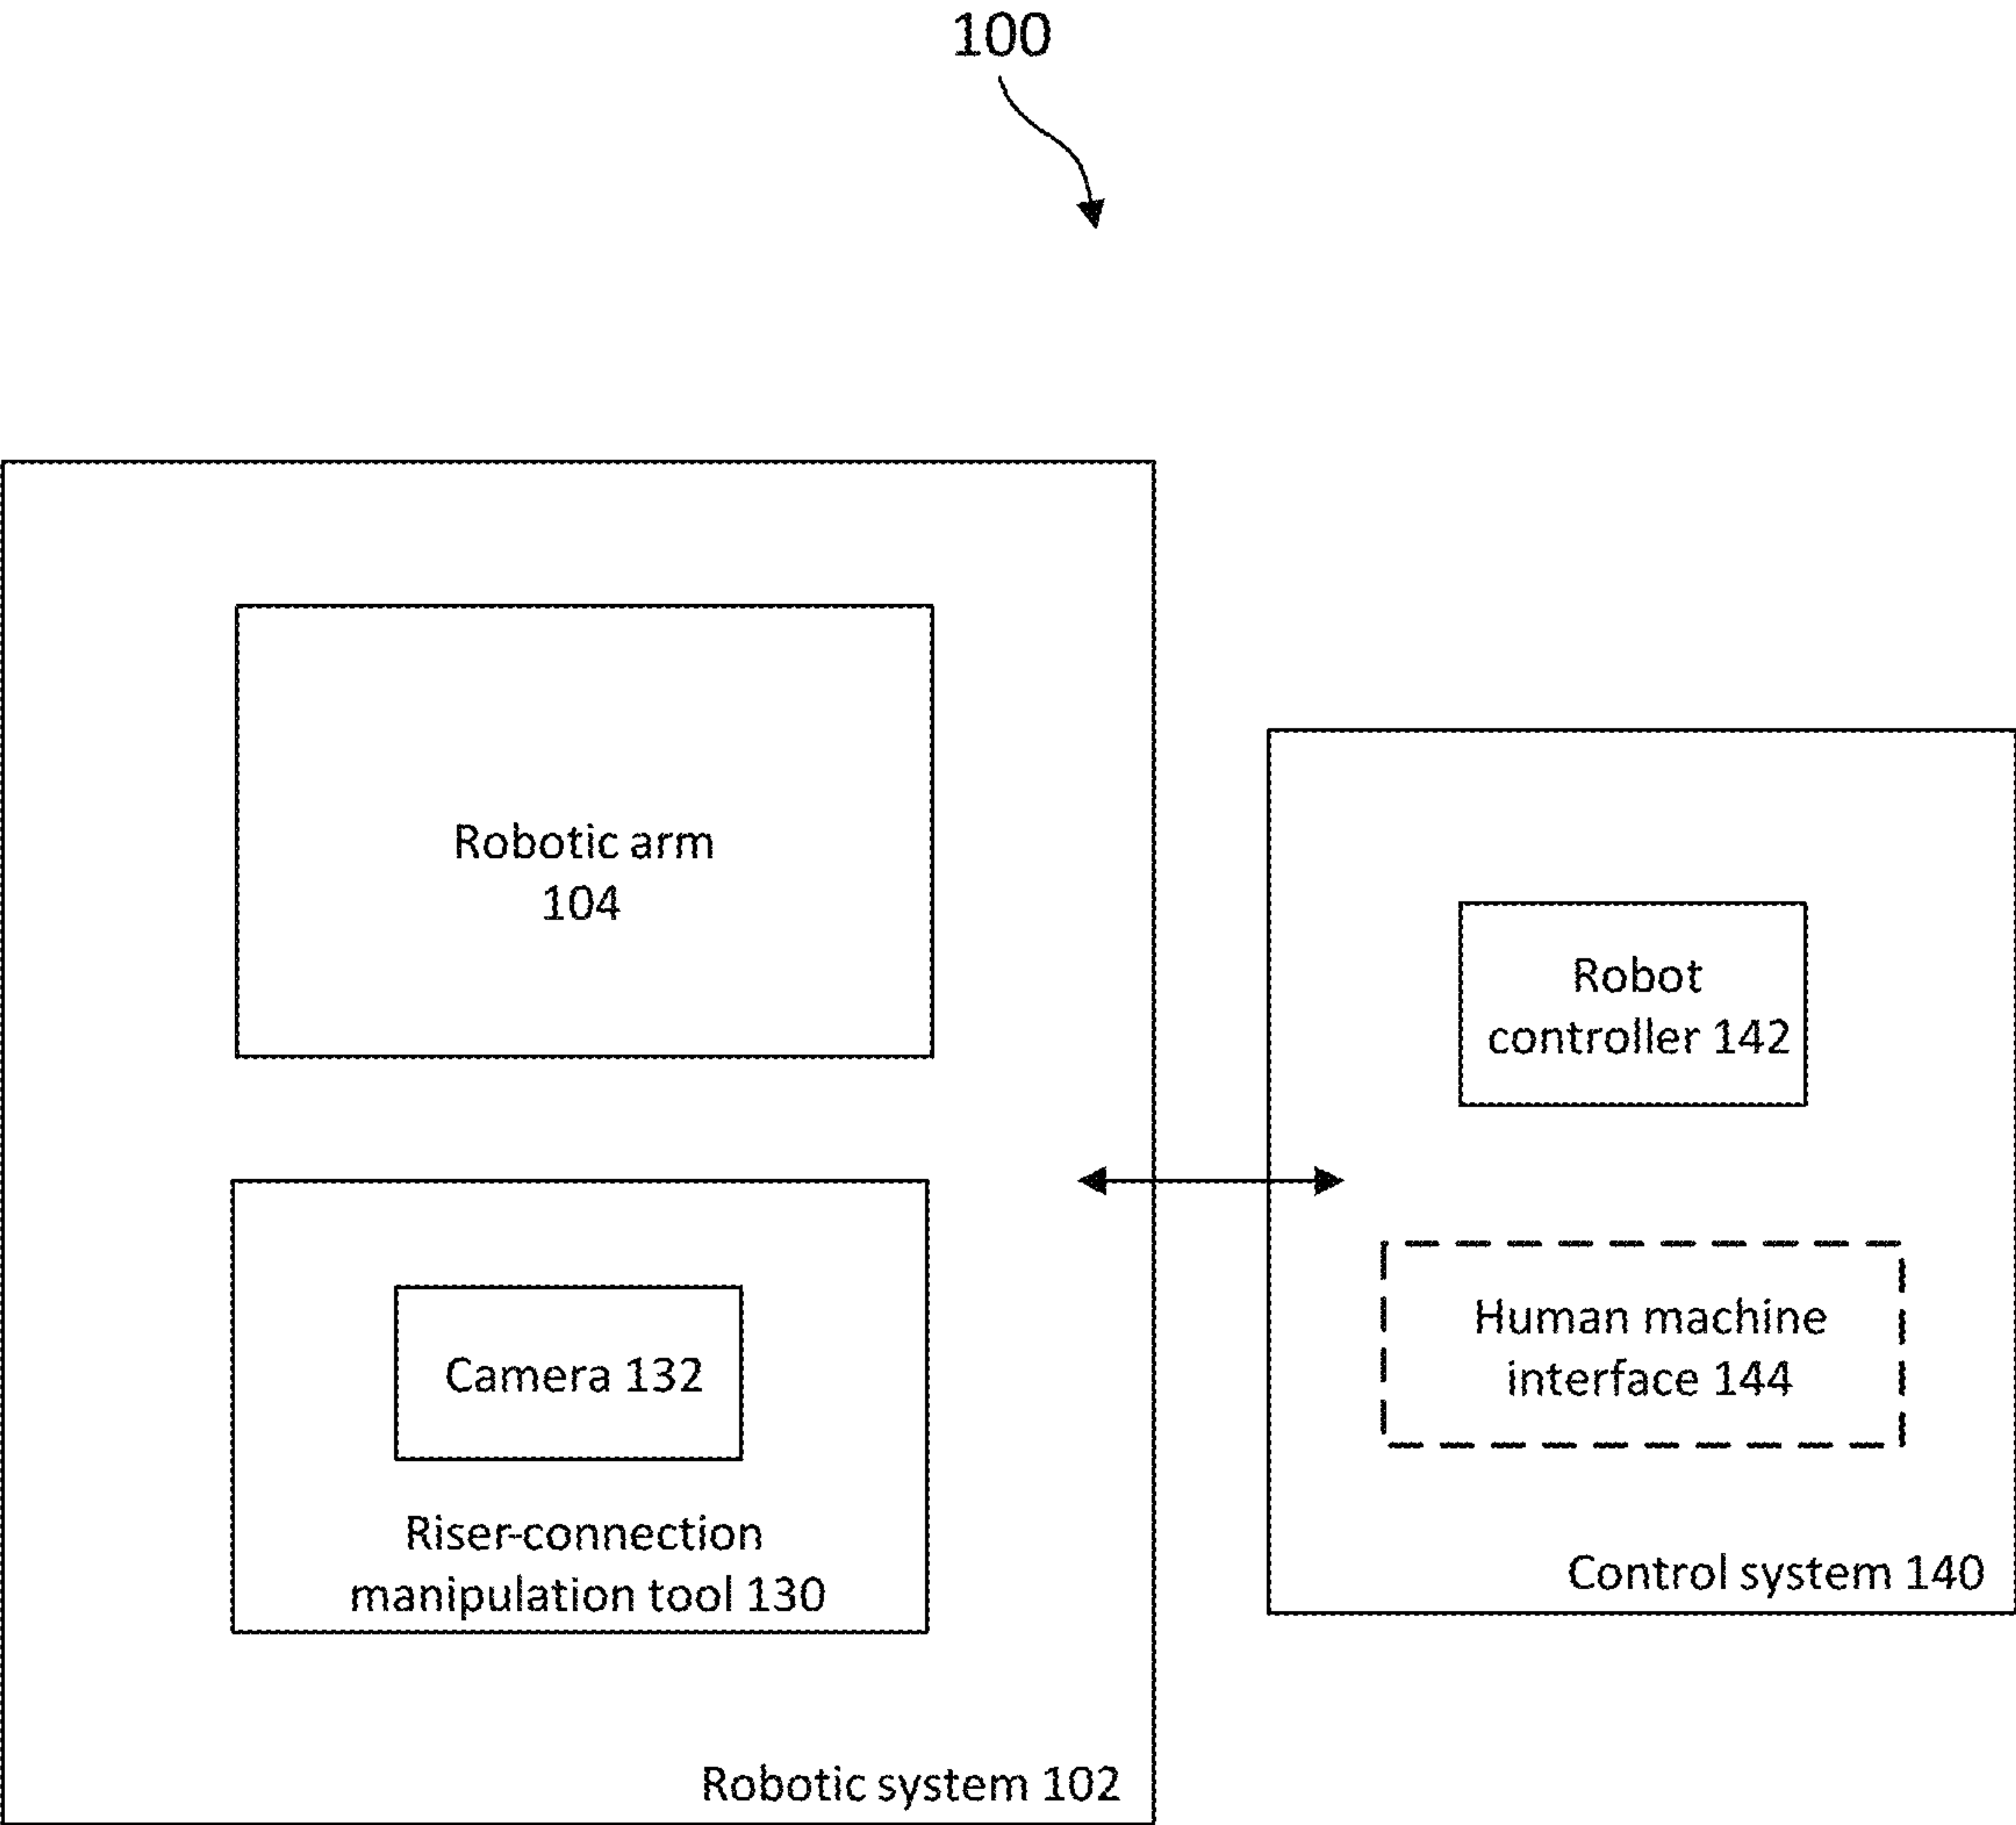 100
Robotic arm
104
Camera 132
Riser-connection
manipulation tool 130
Robotic system 102
Robot
controller 142
Human machine
interface 144
Control system 140